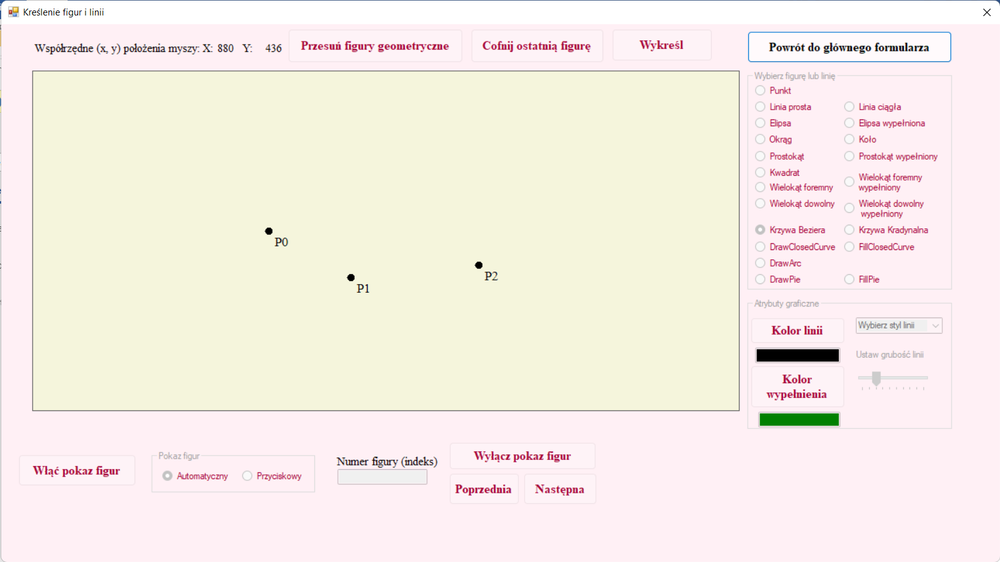 Kreślenie figur i linii
Współrzędne (x, y) położenia myszy: X: 880 Y: 436
Przesuń figury geometryczne
Cofnij ostatnią figurę
Wykreśl
Powrót do głównego formularza
Wybierz figurę lub linię
Punkt
Linia prosta
Linia ciągła
Elipsa
Elipsa wypełniona
Okrąg
Koło
Prostokąt
Prostokąt wypełniony
Kwadrat
Wielokąt foremny
wypełniony
Wielokąt foremny
Wielokąt dowolny
Wielokąt dowolny
wypełniony
Krzywa Beziera
Krzywa Kradynalna
DrawClosedCurve
FillClosedCurve
DrawArc
DrawPie
FillPie
P0
P1
P2
Atrybuty graficzne
Kolor linii
Wybierz styl linii
Ustaw grubość linii
Kolor
wypełnienia
Włąć pokaz figur
Pokaz figur
Automatyczny
Przyciskowy
Numer figury (indeks)
Wyłącz pokaz figur
Poprzednia
Następna